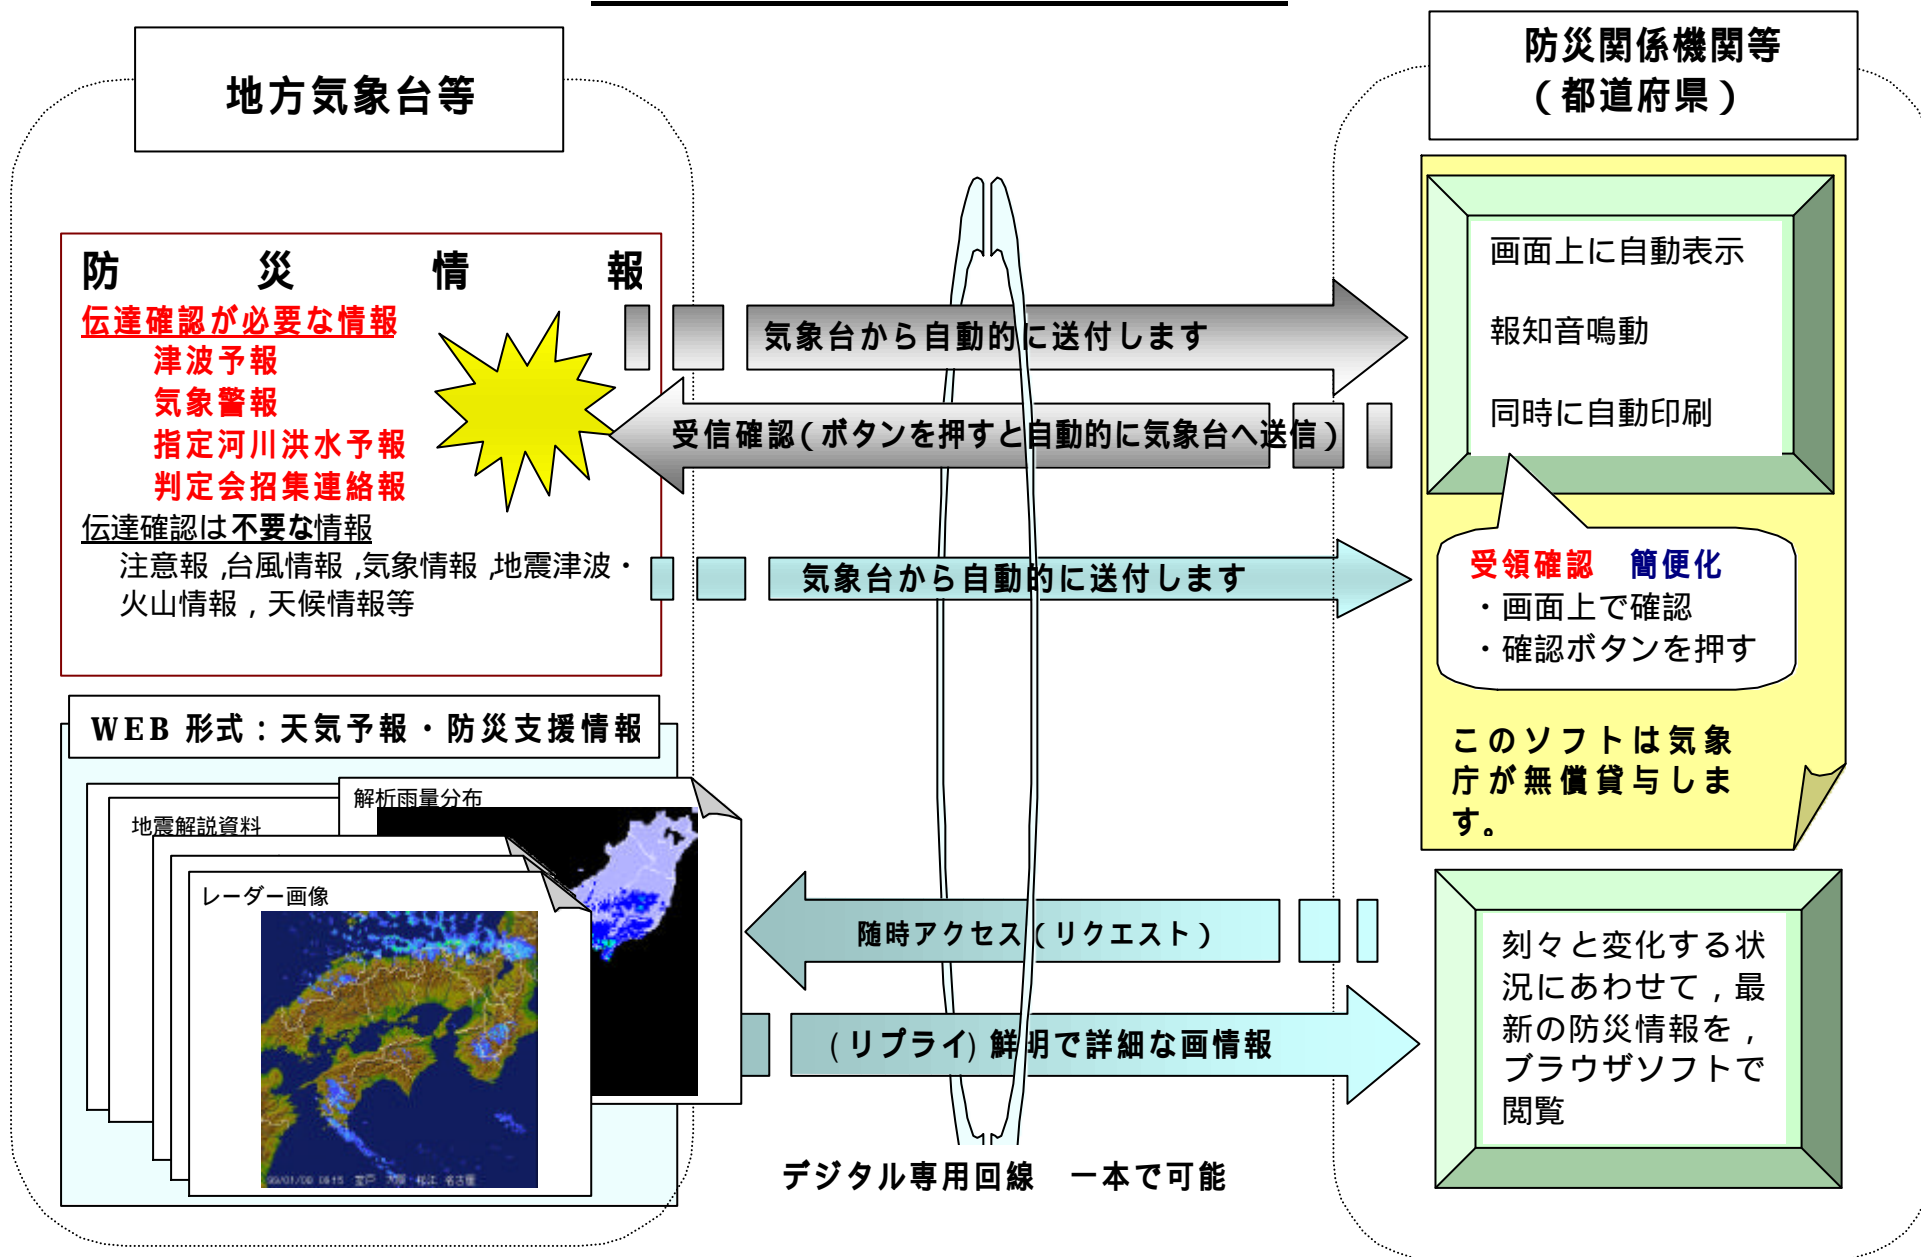 地方気象台等
防災関係機関等
（都道府県）
防災情報
伝達確認が必要な情報
津波予報
気象警報
指定河川洪水予報
判定会招集連絡報
伝達確認は不要な情報
注意報，台風情報，気象情報，地震津波・
火山情報，天候情報等
気象台から自動的に送付します
受信確認（ボタンを押すと自動的に気象台へ送信）
気象台から自動的に送付します
画面上に自動表示
報知音鳴動
同時に自動印刷
受領確認　簡便化
・画面上で確認
・確認ボタンを押す
このソフトは気象
庁が無償貸与しま
す。
WEB 形式：天気予報・防災支援情報
解析雨量分布
地震解説資料
レーダー画像
99/01/09 0815 室戸 大阪 松江 名古屋
随時アクセス（リクエスト）
(リプライ) 鮮明で詳細な画情報
デジタル専用回線　一本で可能
刻々と変化する状
況にあわせて，最
新の防災情報を，
ブラウザソフトで
閲覧